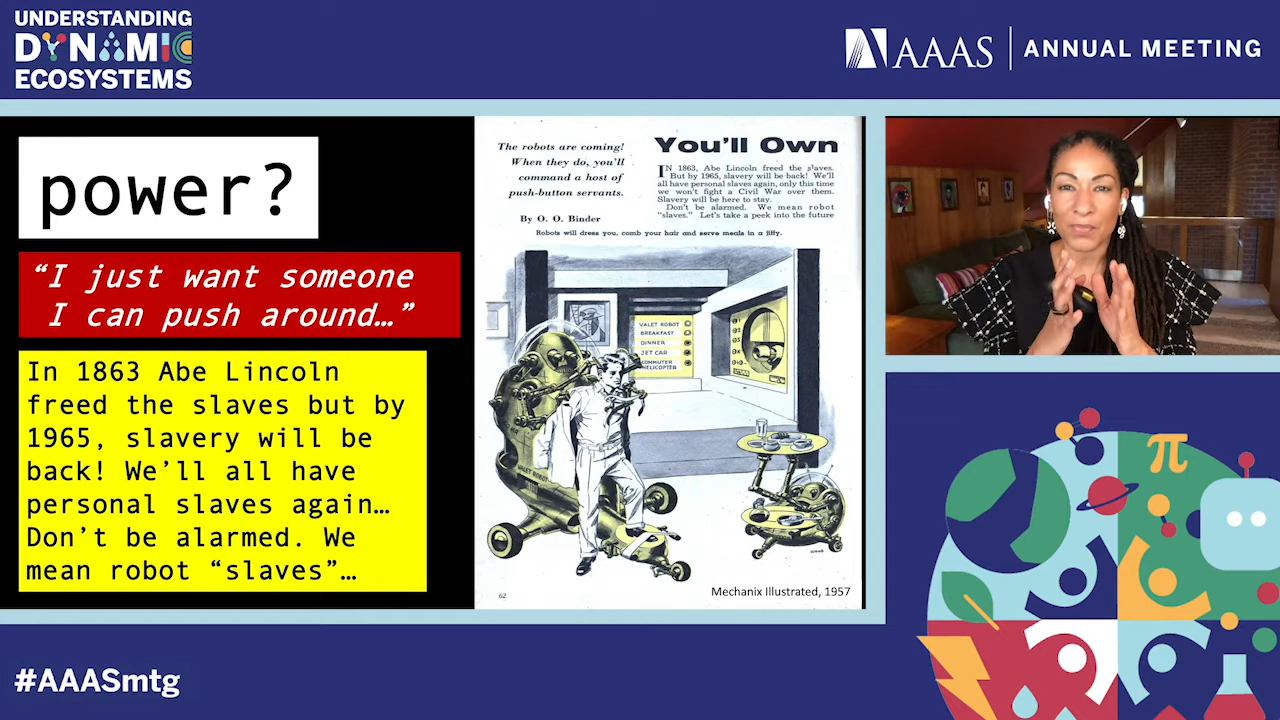 UNDERSTANDING
DYNAMIC
ECOSYSTEMS
AAAS
ANNUAL MEETING
power?
“I just want someone
I can push around…”
In 1863 Abe Lincoln
freed the slaves but by
1965, slavery will be
back! We’ll all have
personal slaves again…
Don’t be alarmed. We
mean robot “slaves”…
The robots are coming!
When they do, you’ll
command a host of
push-button servants.
By O. O. Binder
You’ll Own
IN 1863, Abe Lincoln freed the slaves.
But by 1965, slavery will be back! We’ll
all have personal slaves again, only this time
we won’t fight a Civil War over them.
Slavery will be here to stay.
Don’t be alarmed. We mean robot
“slaves.” Let’s take a peek into the future
Robots will dress you, comb your hair and serve meals in a jiffy.
VALET ROBOT
BREAKFAST
DINNER
JET CAR
COMMUTER
HELICOPTER
VALET ROBOT
62
Mechanix Illustrated, 1957
π
#AAASmtg